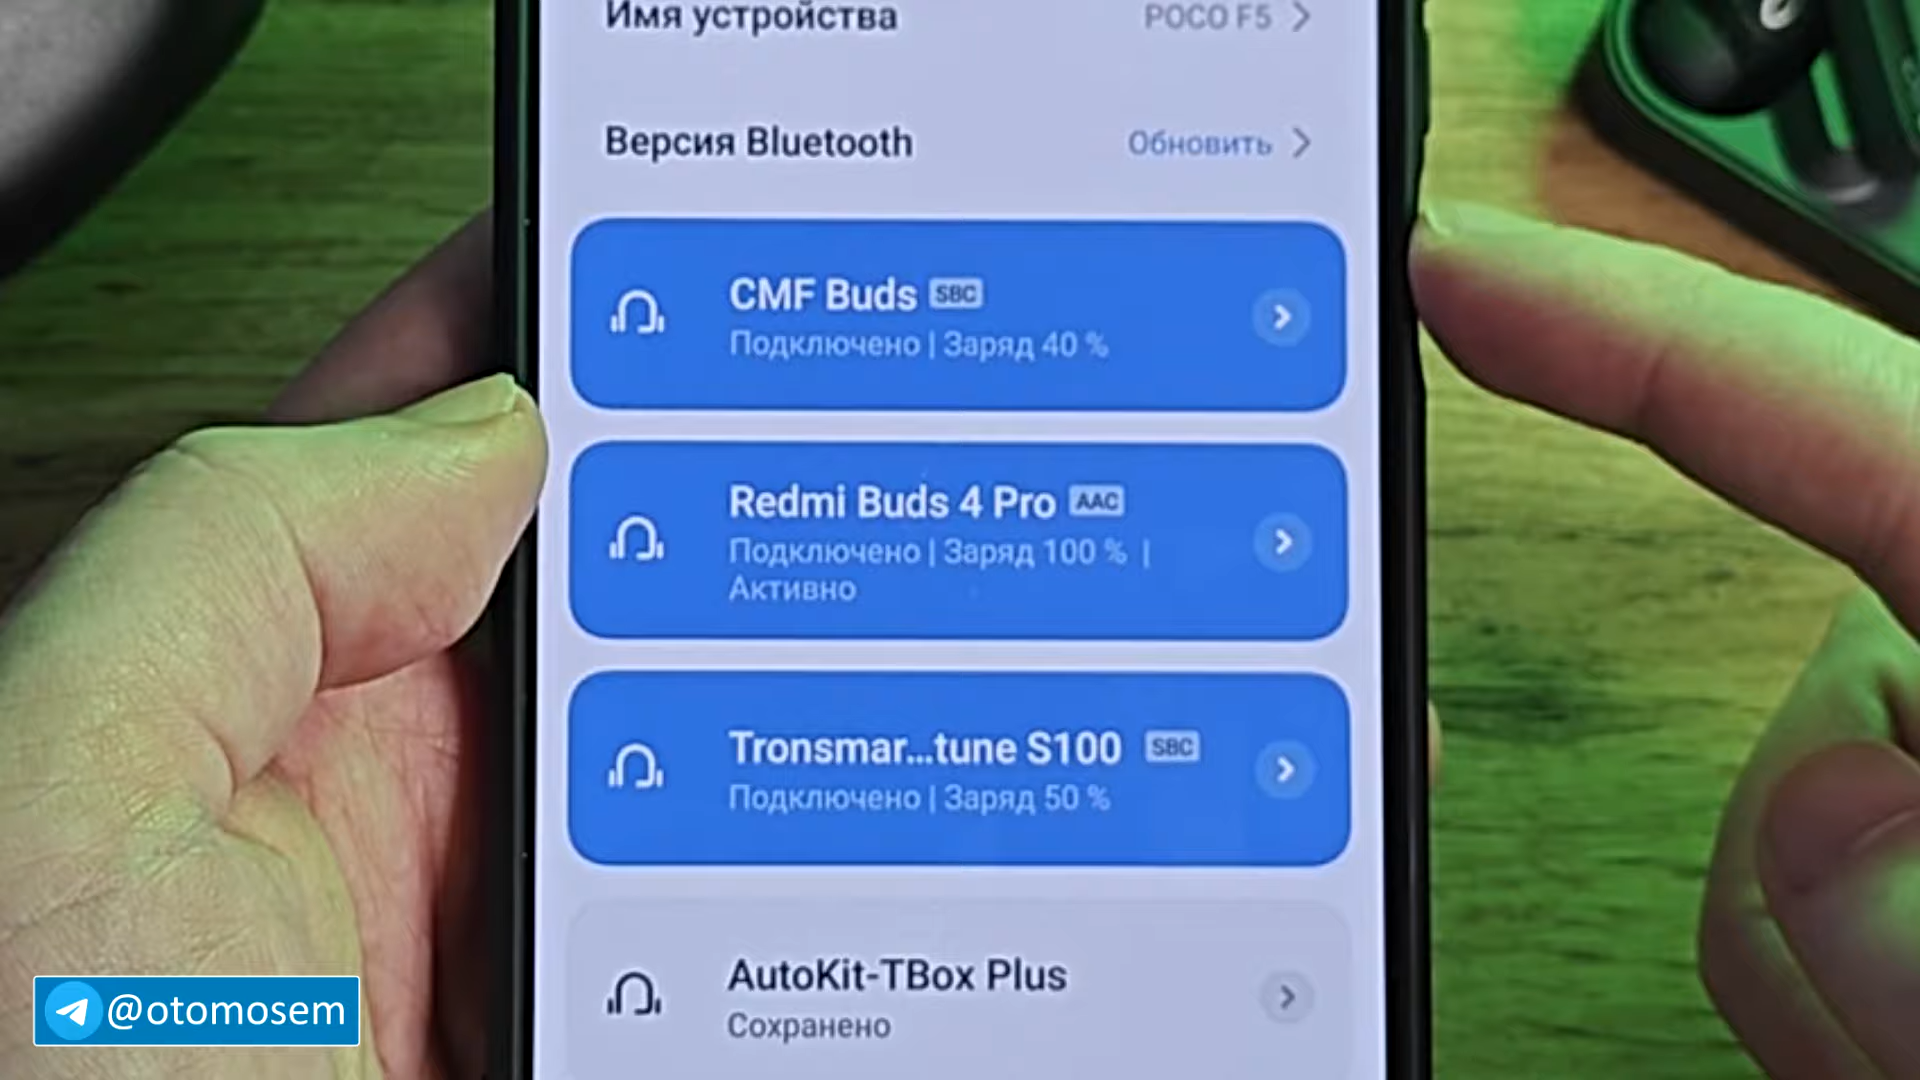 Имя устройства POCO F5
Версия Bluetooth Обновить
CMF Buds SBC
Подключено | Заряд 40 %
Redmi Buds 4 Pro AAC
Подключено | Заряд 100 % |
Активно
Tronsmar...tune S100 SBC
Подключено | Заряд 50 %
AutoKit-TBox Plus
Сохранено
@otomosem